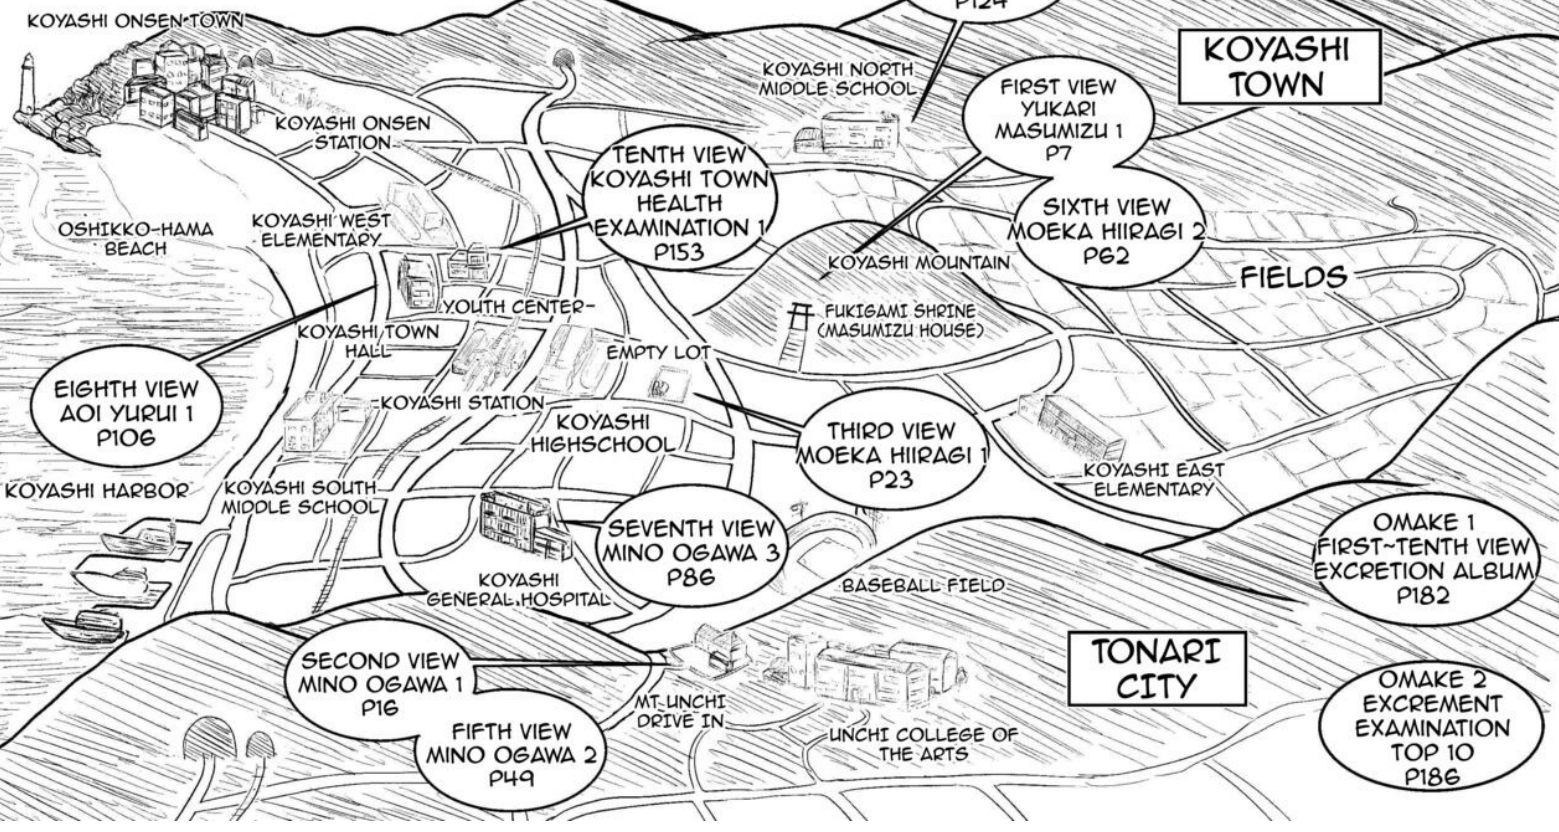 P124
KOYASHI ONSEN TOWN
KOYASHI
TOWN
KOYASHI NORTH
MIDDLE SCHOOL
FIRST VIEW
YUKARI
MASUMIZU 1
P7
KOYASHI ONSEN
STATION
TENTH VIEW
KOYASHI TOWN
HEALTH
EXAMINATION 1
P153
SIXTH VIEW
MOEKA HIIRAGI 2
P62
OSHIKKO-HAMA
BEACH
KOYASHI WEST
ELEMENTARY
KOYASHI MOUNTAIN
FIELDS
YOUTH CENTER
FUKIGAMI SHRINE
(MASUMIZU HOUSE)
KOYASHI TOWN
HALL
EMPTY LOT
EIGHTH VIEW
AOI YURUI 1
P106
KOYASHI STATION
KOYASHI
HIGHSCHOOL
THIRD VIEW
MOEKA HIIRAGI 1
P23
KOYASHI EAST
ELEMENTARY
KOYASHI HARBOR
KOYASHI SOUTH
MIDDLE SCHOOL
SEVENTH VIEW
MINO OGAWA 3
P86
OMAKE 1
FIRST~TENTH VIEW
EXCRETION ALBUM
P182
KOYASHI
GENERAL HOSPITAL
BASEBALL FIELD
SECOND VIEW
MINO OGAWA 1
P16
TONARI
CITY
OMAKE 2
EXCREMENT
EXAMINATION
TOP 10
P186
MT-UNCHI
DRIVE IN
FIFTH VIEW
MINO OGAWA 2
P49
UNCHI COLLEGE OF
THE ARTS